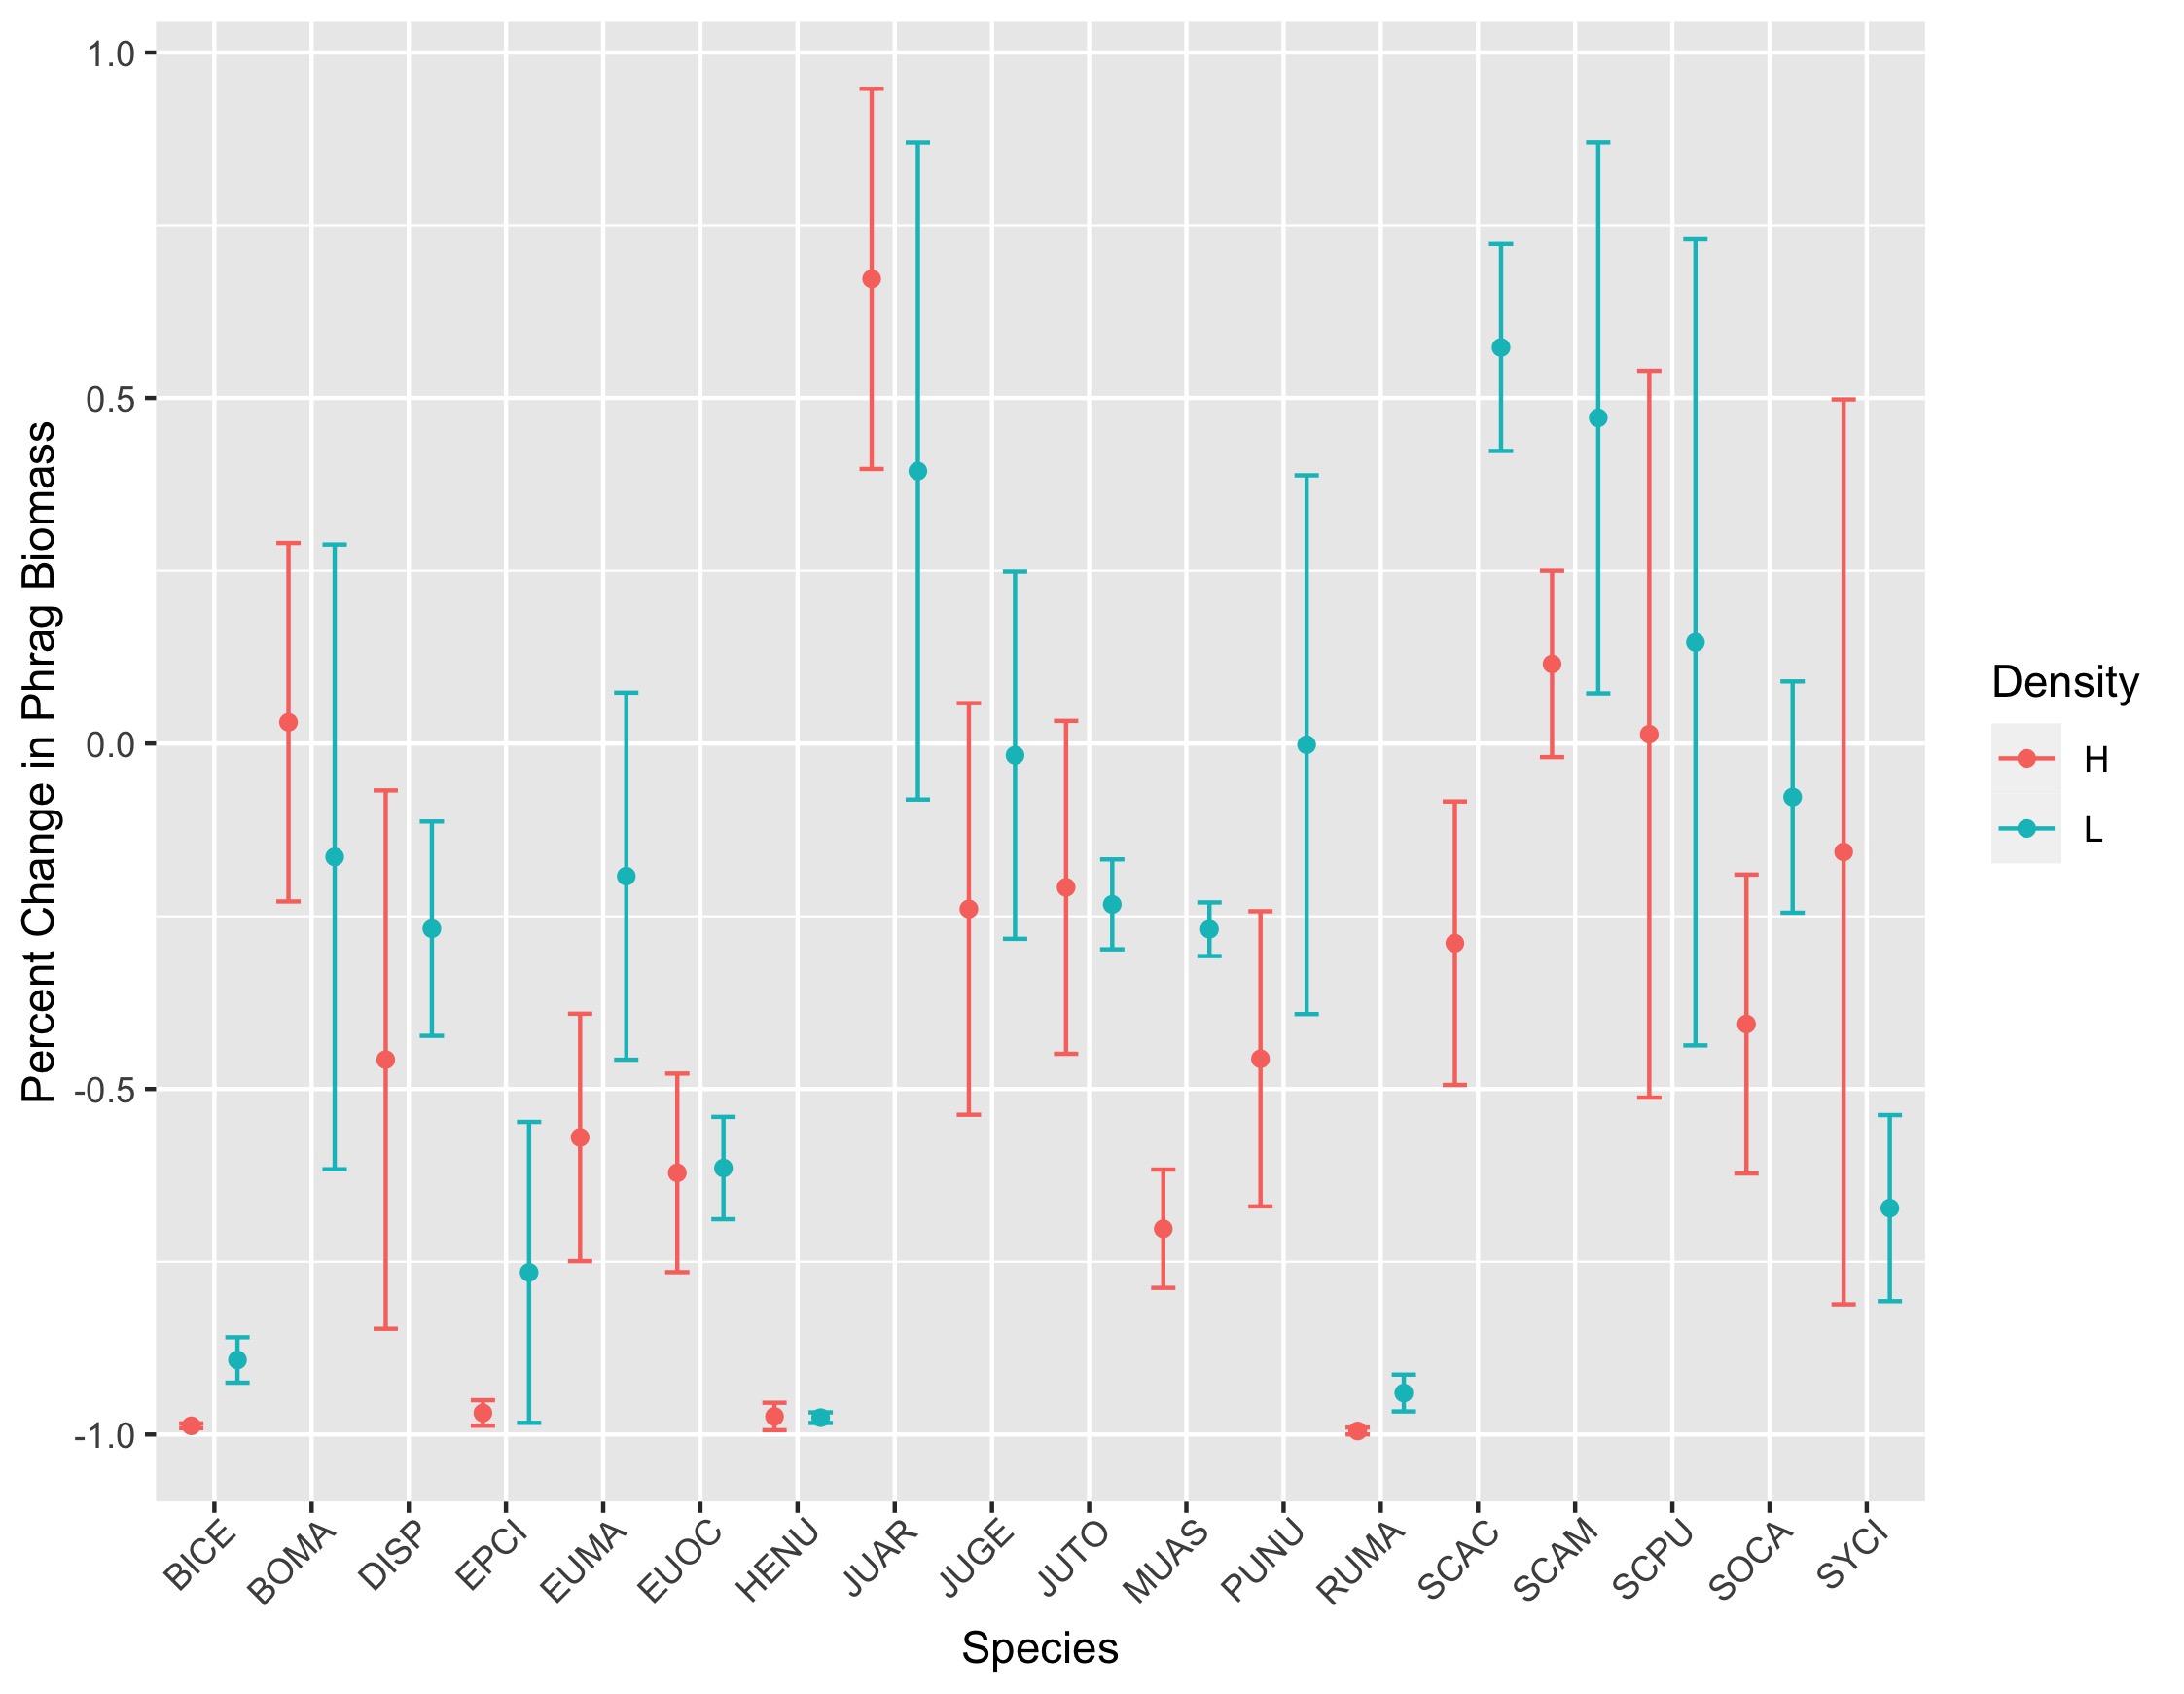 Percent Change in Phrag Biomass
1.0
0.5
0.0
-0.5
-1.0
BICE
BOMA
DISP
EPCI
EUMA
EUOC
HENU
JUAR
JUGE
JUTO
MUAS
PUNU
RUMA
SCAC
SCAM
SCPU
SOCA
SYCI
Species
Density
H
L